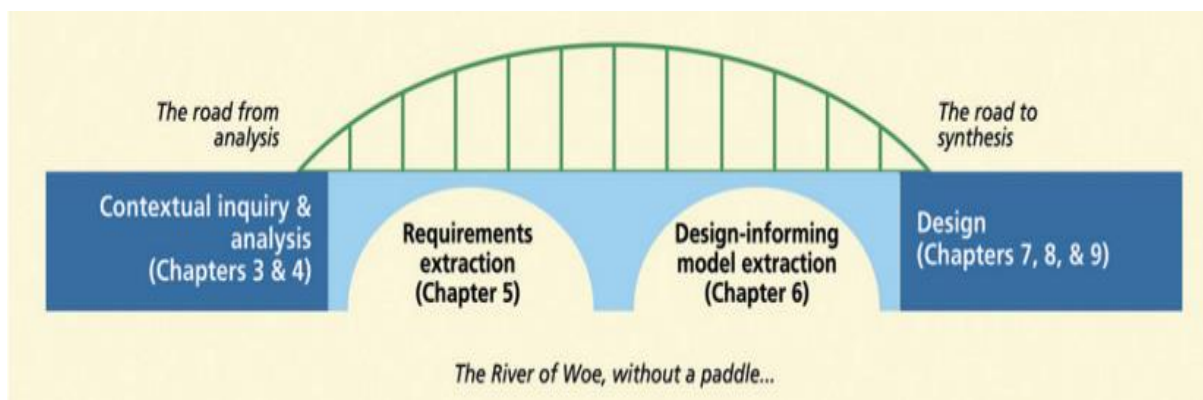 The road from
analysis
The road to
synthesis
Contextual inquiry &
analysis
(Chapters 3 & 4)
Requirements
extraction
(Chapter 5)
Design-informing
model extraction
(Chapter 6)
Design
(Chapters 7, 8, & 9)
The River of Woe, without a paddle...